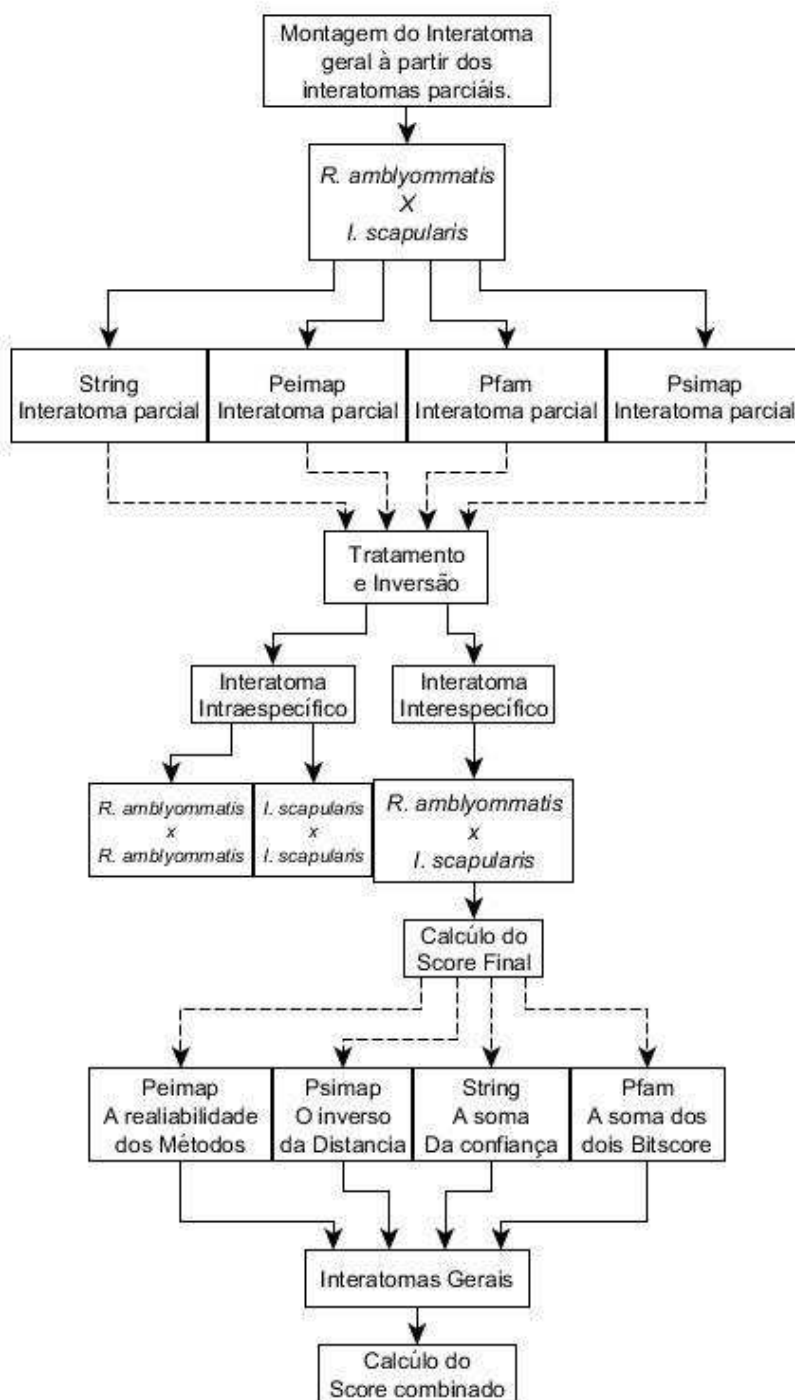 Montagem do Interatoma
geral à partir dos
interatomas parciáis.
R. amblyommatis
X
I. scapularis
String
Interatoma parcial
Peimap
Interatoma parcial
Pfam
Interatoma parcial
Psimap
Interatoma parcial
Tratamento
e Inversão
Interatoma
Intraespecífico
Interatoma
Interespecífico
R. amblyommatis
x
R. amblyommatis
I. scapularis
x
I. scapularis
R. amblyommatis
x
I. scapularis
Calcúlo do
Score Final
Peimap
A realiabilidade
dos Métodos
Psimap
O inverso
da Distancia
String
A soma
Da confiança
Pfam
A soma dos
dois Bitscore
Interatomas Gerais
Calcúlo do
Score combinado